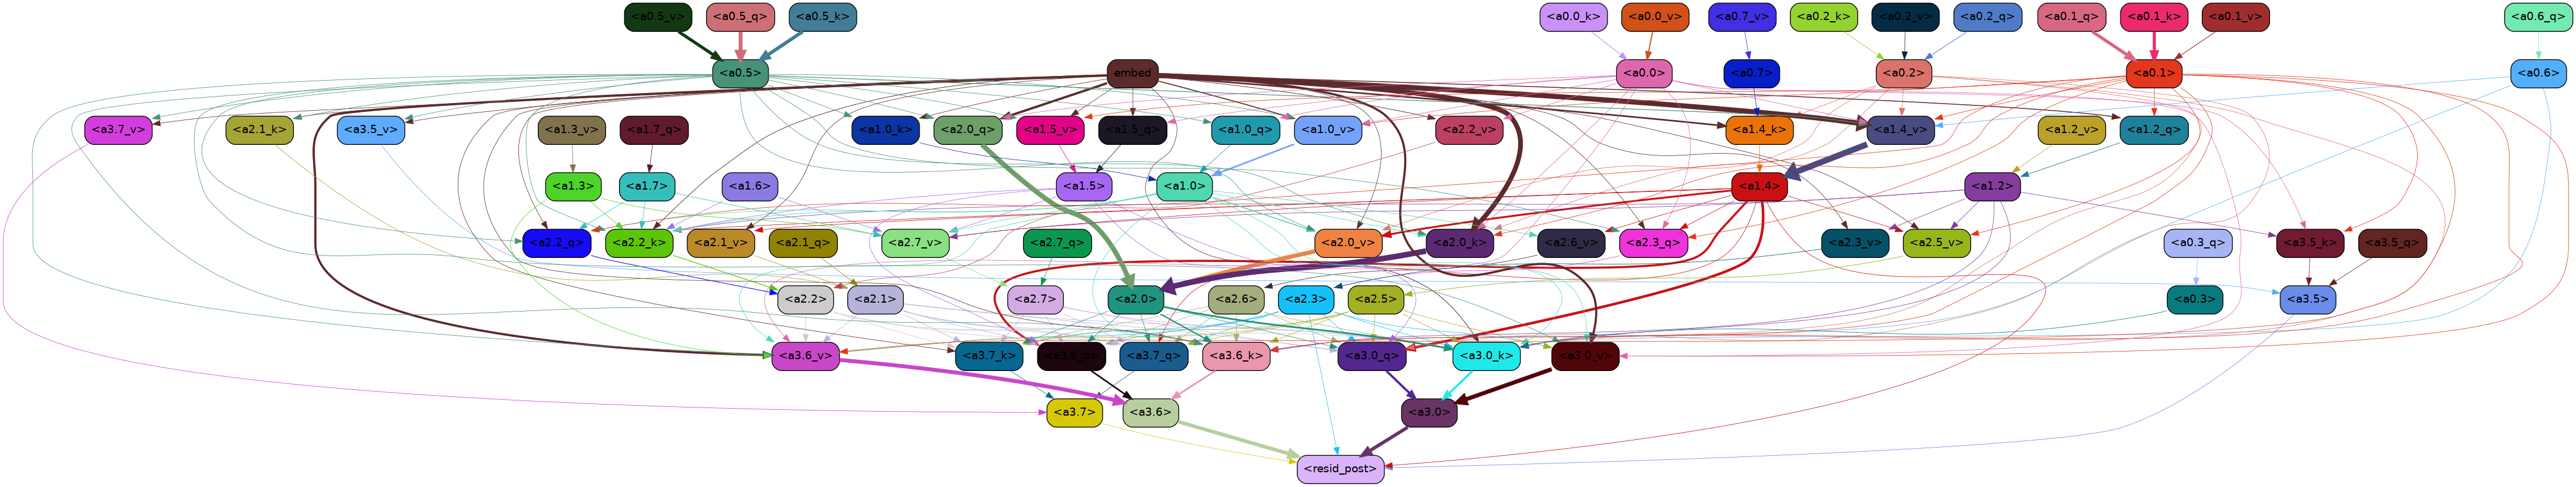 <a0.5_v> <a0.5_q> <a0.5_k> <a0.0_k> <a0.0_v> <a0.7_v> <a0.2_k> <a0.2_v> <a0.2_q> <a0.1_q> <a0.1_k> <a0.1_v> <a0.6_q>
<a0.5> embed <a0.0> <a0.7> <a0.2> <a0.1> <a0.6>
<a3.7_v> <a2.1_k> <a3.5_v> <a1.3_v> <a1.7_q> <a1.0_k> <a2.0_q> <a1.5_v> <a1.5_q> <a1.0_q> <a1.0_v> <a2.2_v> <a1.4_k> <a1.4_v> <a1.2_v> <a1.2_q>
<a1.3> <a1.7> <a1.6> <a1.5> <a1.0> <a1.4> <a1.2>
<a2.2_q> <a2.2_k> <a2.1_v> <a2.1_q> <a2.7_v> <a2.7_q> <a2.0_v> <a2.0_k> <a2.6_v> <a2.3_q> <a2.3_v> <a2.5_v> <a0.3_q> <a3.5_k> <a3.5_q>
<a2.2> <a2.1> <a2.7> <a2.0> <a2.6> <a2.3> <a2.5> <a0.3> <a3.5>
<a3.6_v> <a3.7_k> <a3.6_q> <a3.7_q> <a3.6_k> <a3.0_q> <a3.0_k> <a3.0_v>
<a3.7> <a3.6> <a3.0>
<resid_post>